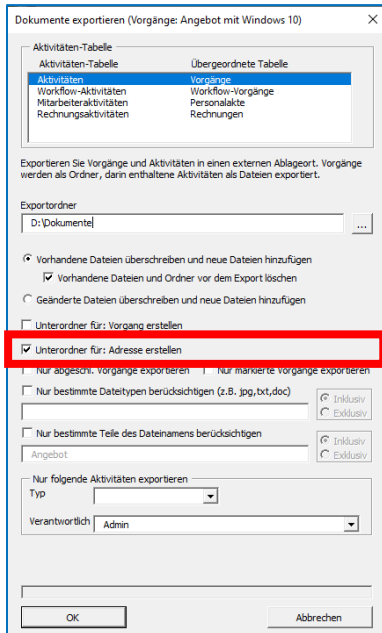 Dokumente exportieren (Vorgänge: Angebot mit Windows 10)
Aktivitäten-Tabelle
Aktivitäten-Tabelle Übergeordnete Tabelle
Aktivitäten Vorgänge
Workflow-Aktivitäten Workflow-Vorgänge
Mitarbeiteraktivitäten Personalakte
Rechnungsaktivitäten Rechnungen
Exportieren Sie Vorgänge und Aktivitäten in einen externen Ablageort. Vorgänge
werden als Ordner, darin enthaltene Aktivitäten als Dateien exportiert.
Exportordner
D:\Dokumente
...
Vorhandene Dateien überschreiben und neue Dateien hinzufügen
Vorhandene Dateien und Ordner vor dem Export löschen
Geänderte Dateien überschreiben und neue Dateien hinzufügen
Unterordner für: Vorgang erstellen
Unterordner für: Adresse erstellen
Nur abgeschl. Vorgänge exportieren Nur markierte Vorgänge exportieren
Nur bestimmte Dateitypen berücksichtigen (z.B. jpg,txt,doc)
Inklusiv
Exklusiv
Nur bestimmte Teile des Dateinamens berücksichtigen
Inklusiv
Angebot
Exklusiv
Nur folgende Aktivitäten exportieren
Typ
Verantwortlich Admin
OK Abbrechen